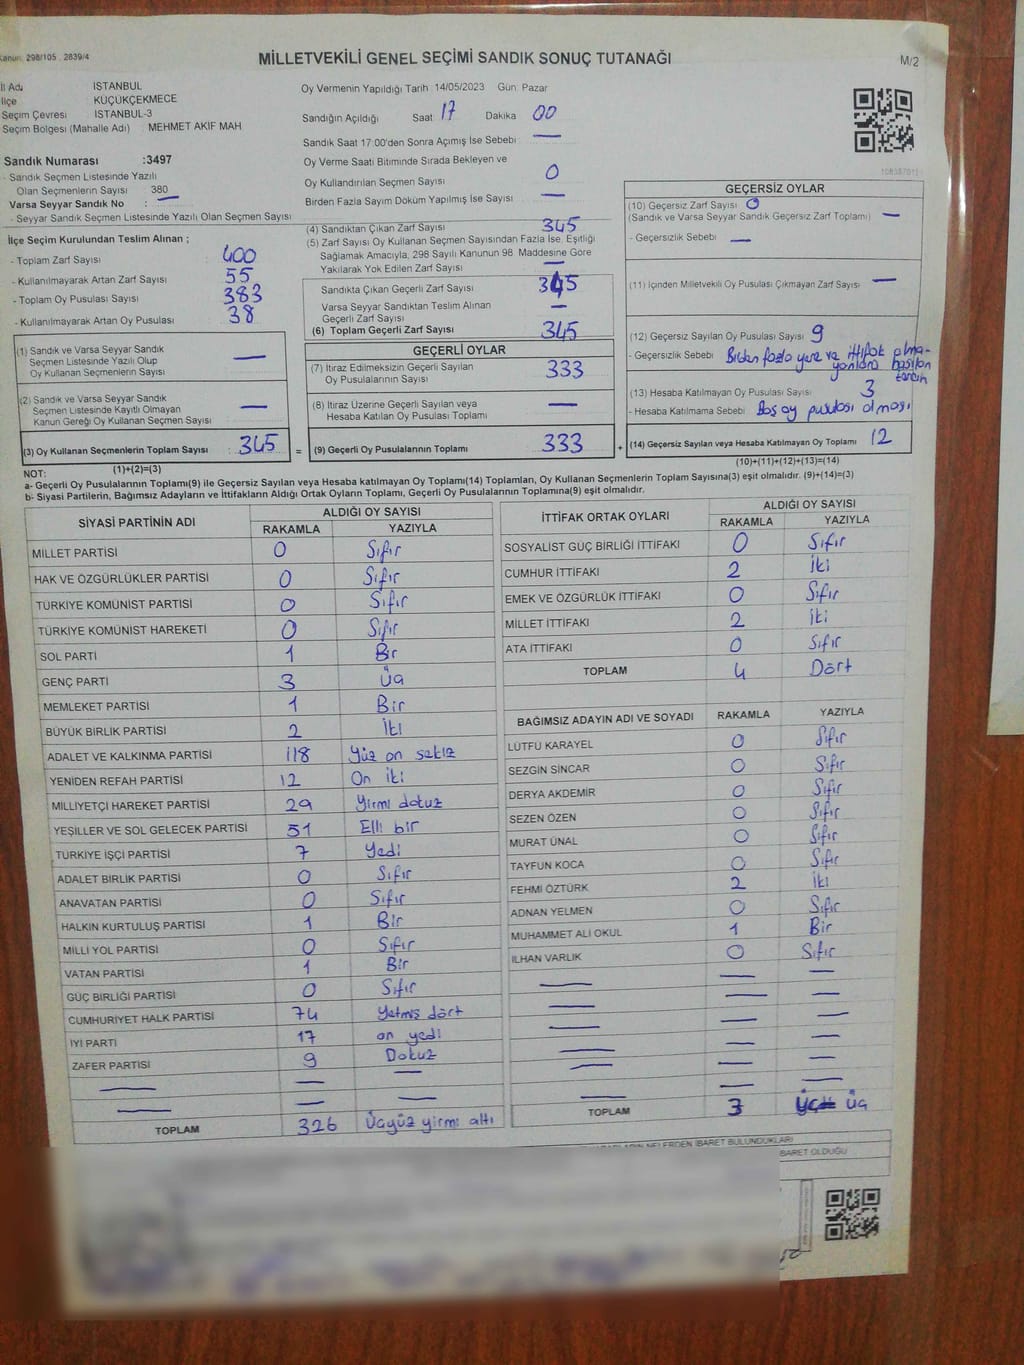 Kanun: 298/105 , 2839/4
MİLLETVEKİLİ GENEL SEÇİMİ SANDIK SONUÇ TUTANAĞI
M/2
İl Adı İSTANBUL
İlçe KÜÇÜKÇEKMECE
Seçim Çevresi İSTANBUL-3
Seçim Bölgesi (Mahalle Adı) MEHMET AKİF MAH
Sandık Numarası :3497
- Sandık Seçmen Listesinde Yazılı
Olan Seçmenlerin Sayısı 380
Varsa Seyyar Sandık No : —
- Seyyar Sandık Seçmen Listesinde Yazılı Olan Seçmen Sayısı
Oy Vermenin Yapıldığı Tarih 14/05/2023 Gün Pazar
Sandığın Açıldığı Saat 17 Dakika 00
Sandık Saat 17:00'den Sonra Açımış İse Sebebi —
Oy Verme Saati Bitiminde Sırada Bekleyen ve
Oy Kullandırılan Seçmen Sayısı 0
Birden Fazla Sayım Döküm Yapılmış İse Sayısı —
İlçe Seçim Kurulundan Teslim Alınan ;
- Toplam Zarf Sayısı 400
- Kullanılmayarak Artan Zarf Sayısı 55
- Toplam Oy Pusulası Sayısı 383
- Kullanılmayarak Artan Oy Pusulası 38
(1) Sandık ve Varsa Seyyar Sandık
Seçmen Listesinde Yazılı Olup
Oy Kullanan Seçmenlerin Sayısı —
(2) Sandık ve Varsa Seyyar Sandık
Seçmen Listesinde Kayıtlı Olmayan
Kanun Gereği Oy Kullanan Seçmen Sayısı —
(3) Oy Kullanan Seçmenlerin Toplam Sayısı : 345
(1)+(2)=(3)
(4) Sandıktan Çıkan Zarf Sayısı 345
(5) Zarf Sayısı Oy Kullanan Seçmen Sayısından Fazla İse, Eşitliği
Sağlamak Amacıyla, 298 Sayılı Kanunun 98. Maddesine Göre
Yakılarak Yok Edilen Zarf Sayısı —
Sandıkta Çıkan Geçerli Zarf Sayısı 345
Varsa Seyyar Sandıktan Teslim Alınan
Geçerli Zarf Sayısı —
(6) Toplam Geçerli Zarf Sayısı 345
GEÇERLİ OYLAR
(7) İtiraz Edilmeksizin Geçerli Sayılan
Oy Pusulalarının Sayısı 333
(8) İtiraz Üzerine Geçerli Sayılan veya
Hesaba Katılan Oy Pusulası Toplamı —
= (9) Geçerli Oy Pusulalarının Toplamı 333 +
GEÇERSİZ OYLAR
(10) Geçersiz Zarf Sayısı 0
(Sandık ve Varsa Seyyar Sandık Geçersiz Zarf Toplamı) —
- Geçersizlik Sebebi —
(11) İçinden Milletvekili Oy Pusulası Çıkmayan Zarf Sayısı —
(12) Geçersiz Sayılan Oy Pusulası Sayısı 9
- Geçersizlik Sebebi Birden fazla yere ve ittifak olma-
yanlara basılan
tercih
(13) Hesaba Katılmayan Oy Pusulası Sayısı 3
- Hesaba Katılmama Sebebi Boş oy pusulası olması
(14) Geçersiz Sayılan veya Hesaba Katılmayan Oy Toplamı 12
(10)+(11)+(12)+(13)=(14)
NOT:
a- Geçerli Oy Pusulalarının Toplamı(9) ile Geçersiz Sayılan veya Hesaba katılmayan Oy Toplamı(14) Toplamları, Oy Kullanan Seçmenlerin Toplam Sayısına(3) eşit olmalıdır. (9)+(14)=(3)
b- Siyasi Partilerin, Bağımsız Adayların ve İttifakların Aldığı Ortak Oyların Toplamı, Geçerli Oy Pusulalarının Toplamına(9) eşit olmalıdır.
SİYASİ PARTİNİN ADI ALDIĞI OY SAYISI
RAKAMLA YAZIYLA
MİLLET PARTİSİ 0 Sıfır
HAK VE ÖZGÜRLÜKLER PARTİSİ 0 Sıfır
TÜRKİYE KOMÜNİST PARTİSİ 0 Sıfır
TÜRKİYE KOMÜNİST HAREKETİ 0 Sıfır
SOL PARTİ 1 Bir
GENÇ PARTİ 3 Üç
MEMLEKET PARTİSİ 1 Bir
BÜYÜK BİRLİK PARTİSİ 2 İki
ADALET VE KALKINMA PARTİSİ 118 Yüz on sekiz
YENİDEN REFAH PARTİSİ 12 On iki
MİLLİYETÇİ HAREKET PARTİSİ 29 Yirmi dokuz
YEŞİLLER VE SOL GELECEK PARTİSİ 51 Elli bir
TÜRKİYE İŞÇİ PARTİSİ 7 Yedi
ADALET BİRLİK PARTİSİ 0 Sıfır
ANAVATAN PARTİSİ 0 Sıfır
HALKIN KURTULUŞ PARTİSİ 1 Bir
MİLLİ YOL PARTİSİ 0 Sıfır
VATAN PARTİSİ 1 Bir
GÜÇ BİRLİĞİ PARTİSİ 0 Sıfır
CUMHURİYET HALK PARTİSİ 74 Yetmiş dört
İYİ PARTİ 17 on yedi
ZAFER PARTİSİ 9 Dokuz
TOPLAM 326 Üçyüz yirmi altı
İTTİFAK ORTAK OYLARI ALDIĞI OY SAYISI
RAKAMLA YAZIYLA
SOSYALİST GÜÇ BİRLİĞİ İTTİFAKI 0 Sıfır
CUMHUR İTTİFAKI 2 İki
EMEK VE ÖZGÜRLÜK İTTİFAKI 0 Sıfır
MİLLET İTTİFAKI 2 İki
ATA İTTİFAKI 0 Sıfır
TOPLAM 4 Dört
BAĞIMSIZ ADAYIN ADI VE SOYADI RAKAMLA YAZIYLA
LÜTFÜ KARAYEL 0 Sıfır
SEZGİN SİNCAR 0 Sıfır
DERYA AKDEMİR 0 Sıfır
SEZEN ÖZEN 0 Sıfır
MURAT ÜNAL 0 Sıfır
TAYFUN KOCA 0 Sıfır
FEHMİ ÖZTÜRK 2 İki
ADNAN YELMEN 0 Sıfır
MUHAMMET ALİ OKUL 1 Bir
İLHAN VARLIK 0 Sıfır
TOPLAM 3 üç
NELERDEN İBARET BULUNDUKLARI
İBARET OLDUĞU